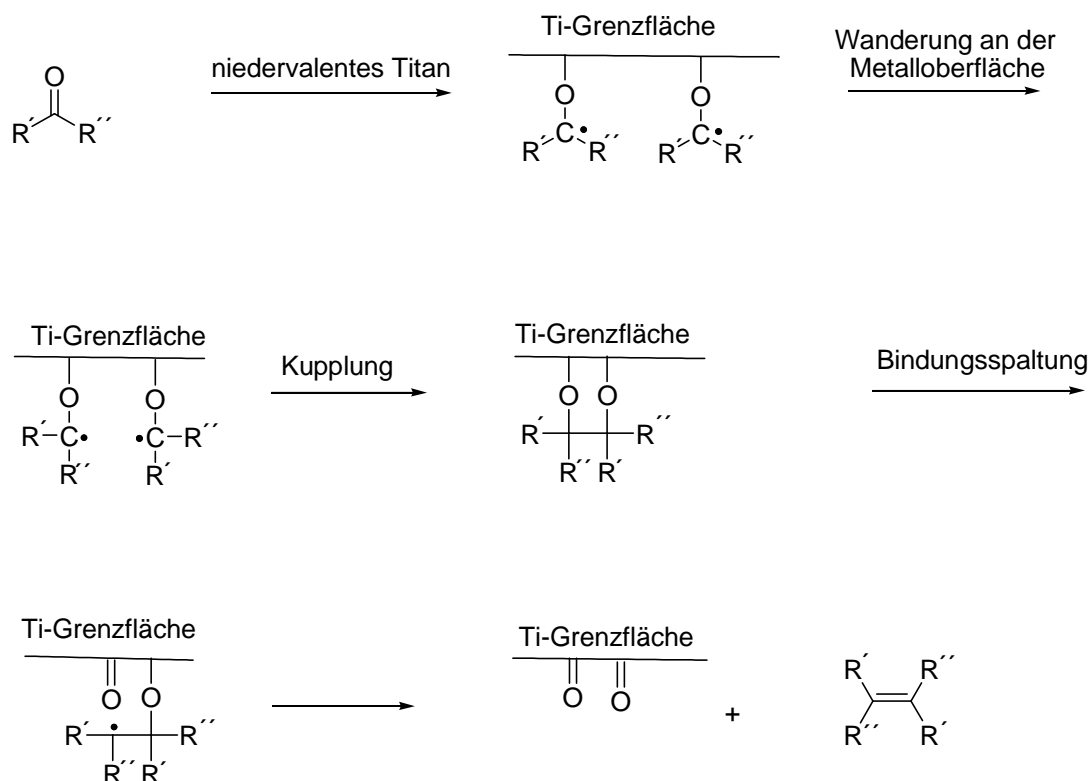 Ti-Grenzfläche
Wanderung an der
Metalloberfläche
niedervalentes Titan
O
R´ R´´
O O
C• C•
R´ R´´ R´ R´´
Ti-Grenzfläche
Kupplung
Ti-Grenzfläche
Bindungsspaltung
O O
R´ C• •C R´´
R´´ R´
O O
R´ R´´
R´´ R´
Ti-Grenzfläche
Ti-Grenzfläche
O O
R´ • R´´
R´´ R´
O O
+
R´ R´´
R´´ R´